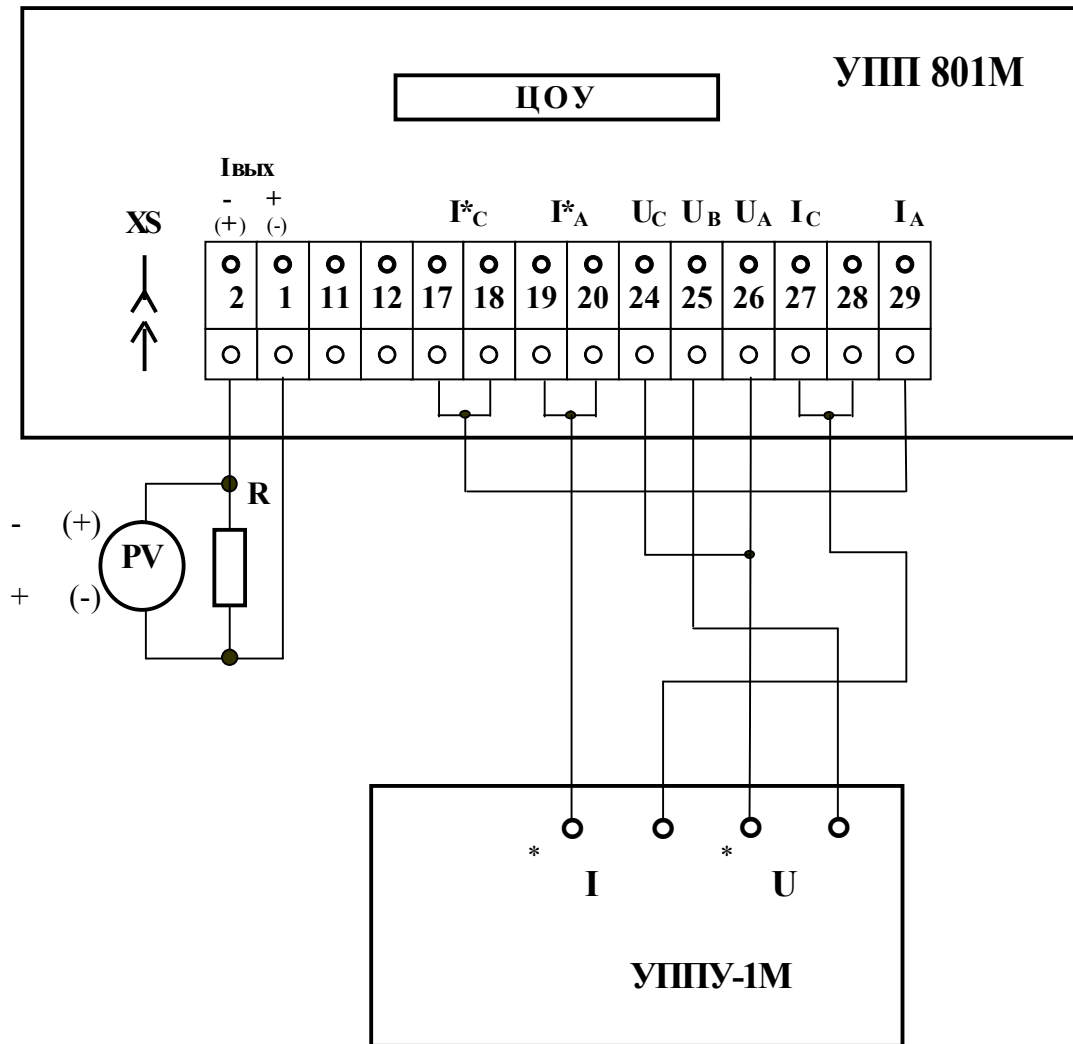 УПП 801М
ЦОУ
Iвых
- +
(+) (-)
XS
I*C I*A UC UB UA IC IA
2 1 11 12 17 18 19 20 24 25 26 27 28 29
R
- (+)
PV
+ (-)
* *
I U
УППУ-1М